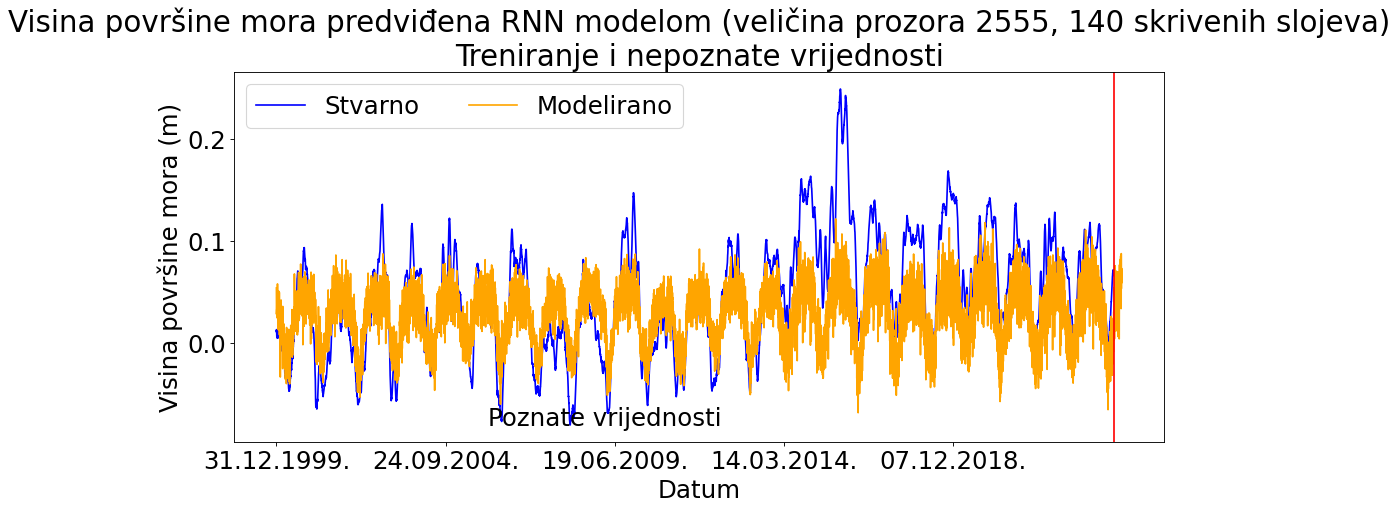 Visina površine mora predviđena RNN modelom (veličina prozora 2555, 140 skrivenih slojeva)
Treniranje i nepoznate vrijednosti
Stvarno
Modelirano
Visina površine mora (m)
0.2
0.1
0.0
Poznate vrijednosti
31.12.1999.
24.09.2004.
19.06.2009.
14.03.2014.
07.12.2018.
Datum